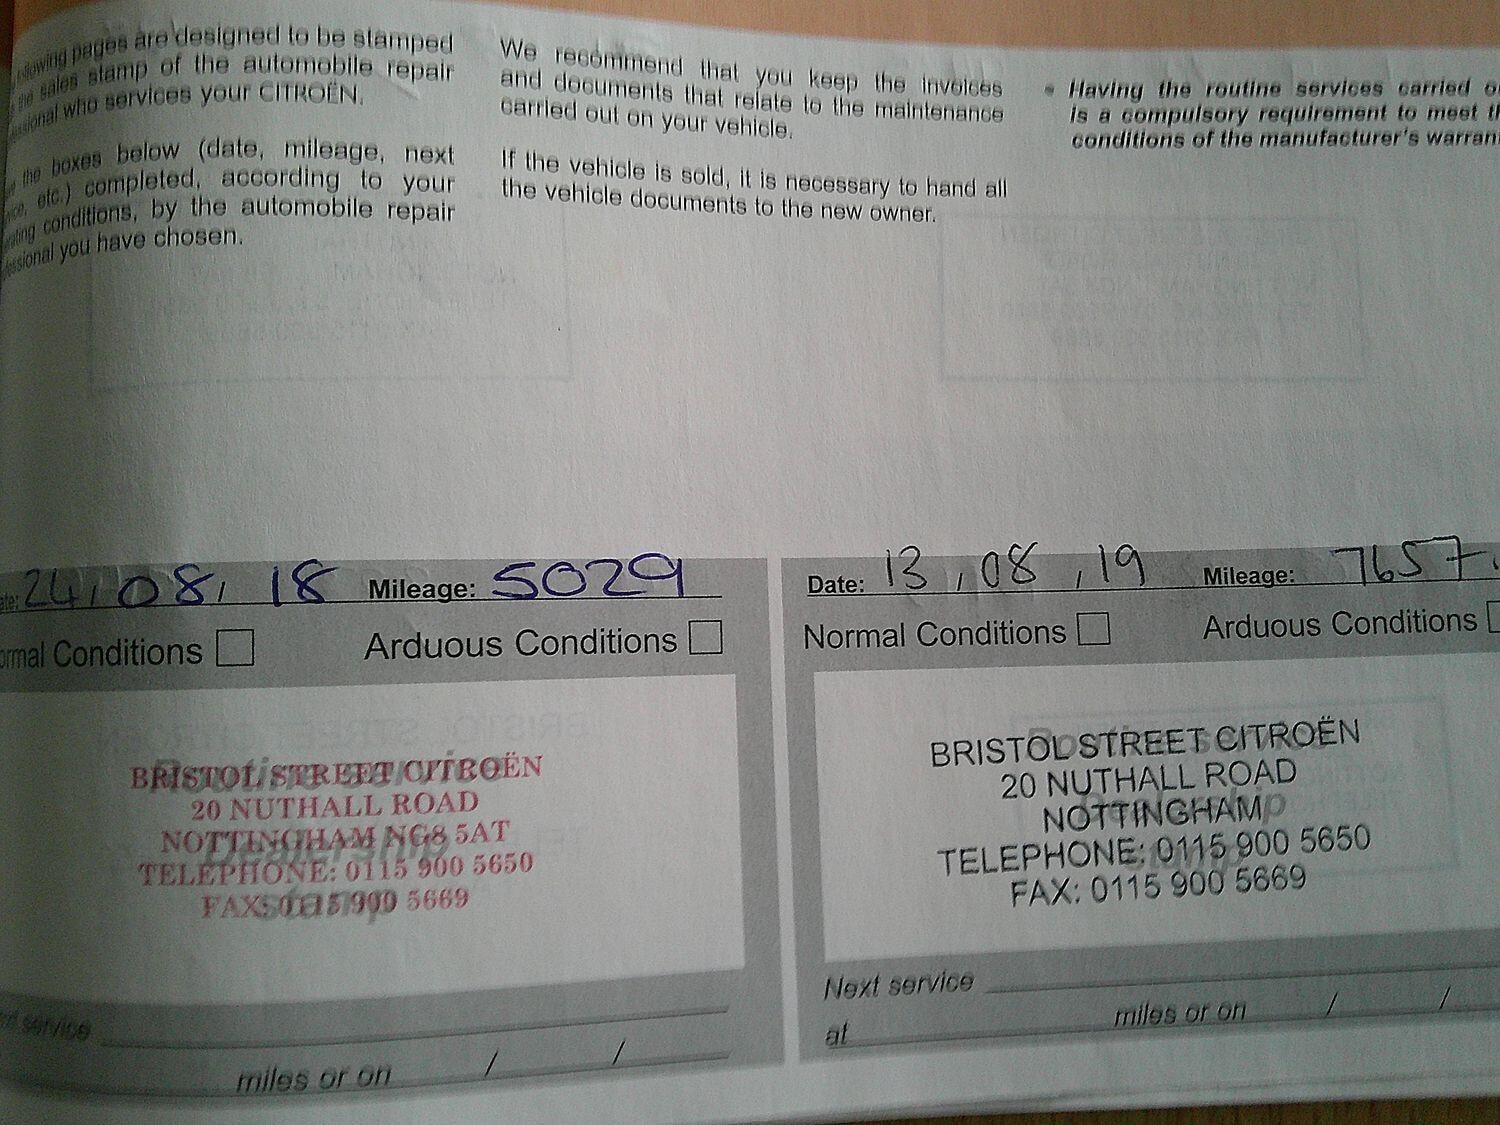 pages are designed to be stamped
sales stamp of the automobile repair
who services your CITROËN.
the boxes below (date, mileage, next
etc.) completed, according to your
conditions, by the automobile repair
you have chosen.
We recommend that you keep the invoices
and documents that relate to the maintenance
carried out on your vehicle.
If the vehicle is sold, it is necessary to hand all
the vehicle documents to the new owner.
• Having the routine services carried
is a compulsory requirement to meet
conditions of the manufacturer's
24, 08, 18 Mileage: 5029
Conditions Arduous Conditions
BRISTOL STREET CITROËN
20 NUTHALL ROAD
NOTTINGHAM NG8 5AT
TELEPHONE: 0115 900 5650
FAX: 0115 900 5669
service
miles or on / /
Date: 13, 08, 19 Mileage: 7657.
Normal Conditions Arduous Conditions
BRISTOL STREET CITROËN
20 NUTHALL ROAD
NOTTINGHAM
TELEPHONE: 0115 900 5650
FAX: 0115 900 5669
Next service
at miles or on / /